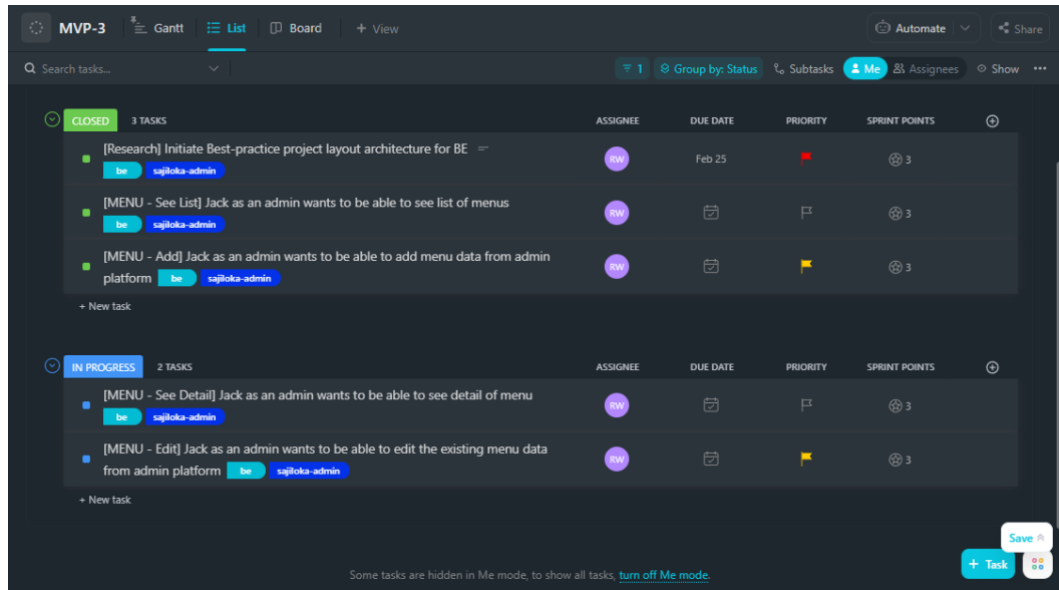 MVP-3 Gantt List Board + View Automate Share
Search tasks... 1 Group by: Status Subtasks Me Assignees Show
CLOSED 3 TASKS ASSIGNEE DUE DATE PRIORITY SPRINT POINTS
[Research] Initiate Best-practice project layout architecture for BE
be sajiloka-admin
RW Feb 25 3
[MENU - See List] Jack as an admin wants to be able to see list of menus
be sajiloka-admin
RW 3
[MENU - Add] Jack as an admin wants to be able to add menu data from admin
platform be sajiloka-admin
RW 3
+ New task
IN PROGRESS 2 TASKS ASSIGNEE DUE DATE PRIORITY SPRINT POINTS
[MENU - See Detail] Jack as an admin wants to be able to see detail of menu
be sajiloka-admin
RW 3
[MENU - Edit] Jack as an admin wants to be able to edit the existing menu data
from admin platform be sajiloka-admin
RW 3
+ New task
Save
+ Task
Some tasks are hidden in Me mode, to show all tasks, turn off Me mode.